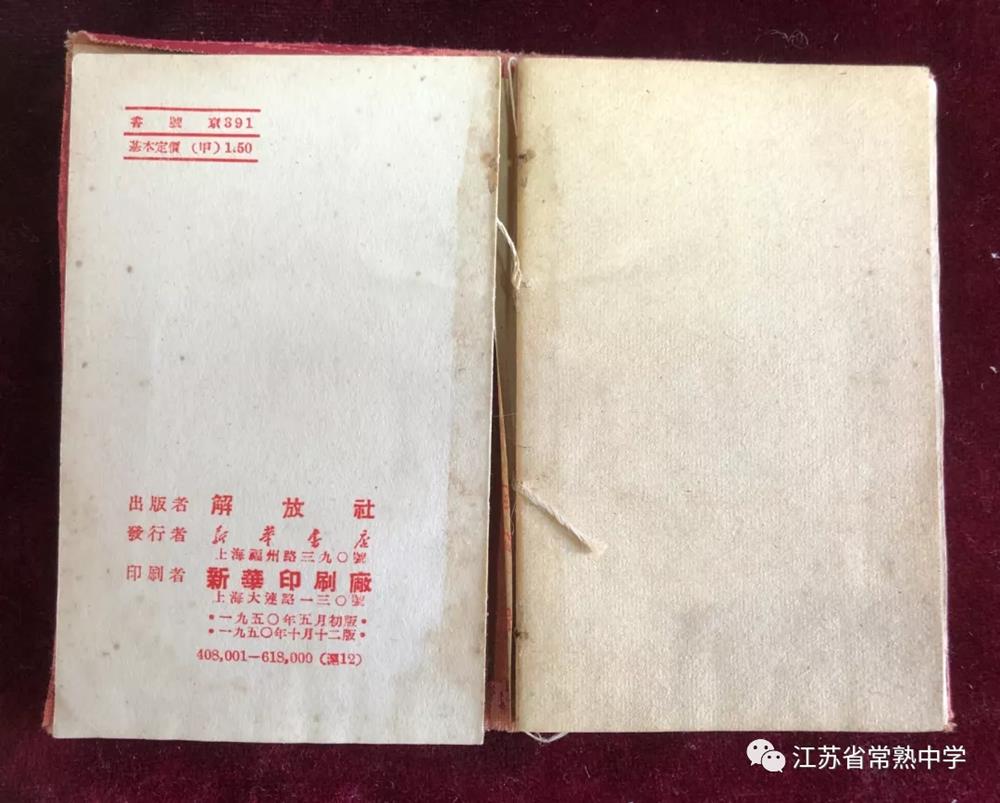 書號 京391
基本定價（甲）1.50
出版者 解放社
發行者 新華書店
上海福州路三九〇號
印刷者 新華印刷廠
上海大連路一三〇號
•一九五〇年五月初版•
•一九五〇年十月十二版•
408,001—618,000（滬12）
江苏省常熟中学